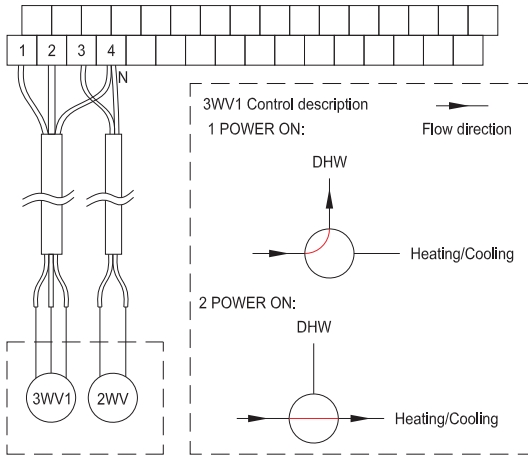 1 2 3 4
N
3WV1 2WV
3WV1 Control description
Flow direction
1 POWER ON:
DHW
Heating/Cooling
2 POWER ON:
DHW
Heating/Cooling